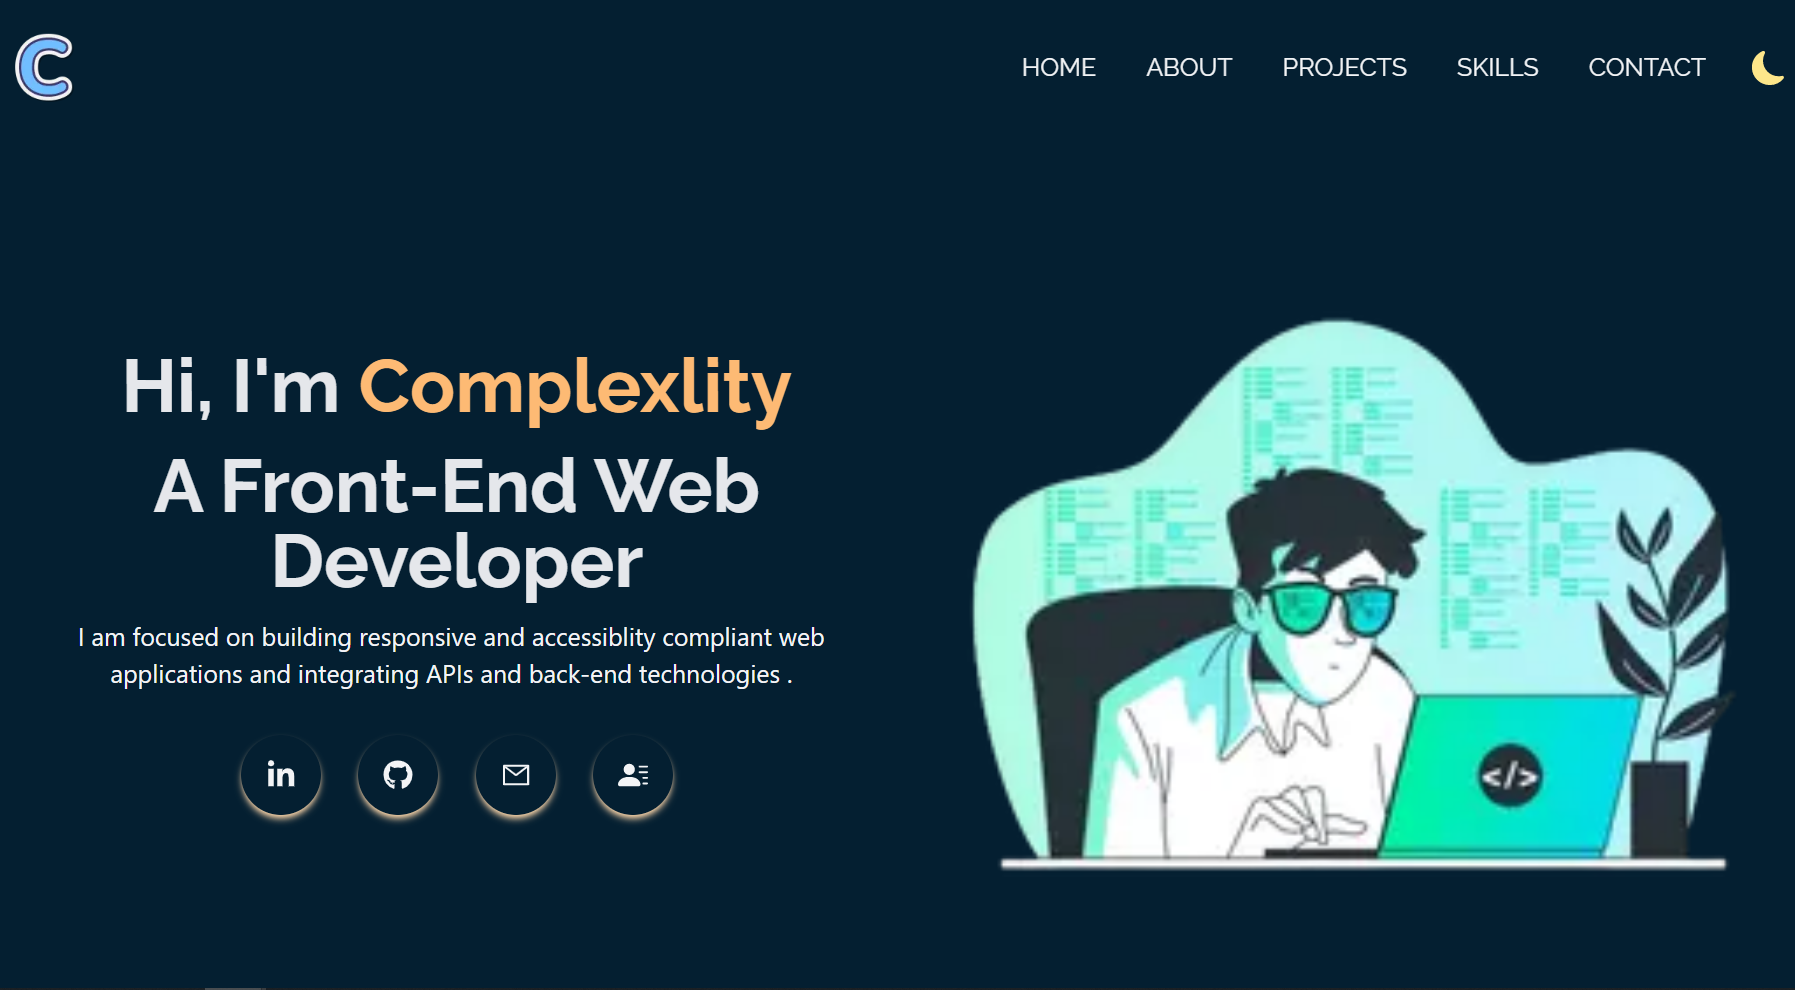 C
HOME ABOUT PROJECTS SKILLS CONTACT
Hi, I'm Complexlity
A Front-End Web
Developer
I am focused on building responsive and accessiblity compliant web
applications and integrating APIs and back-end technologies .
in
</>